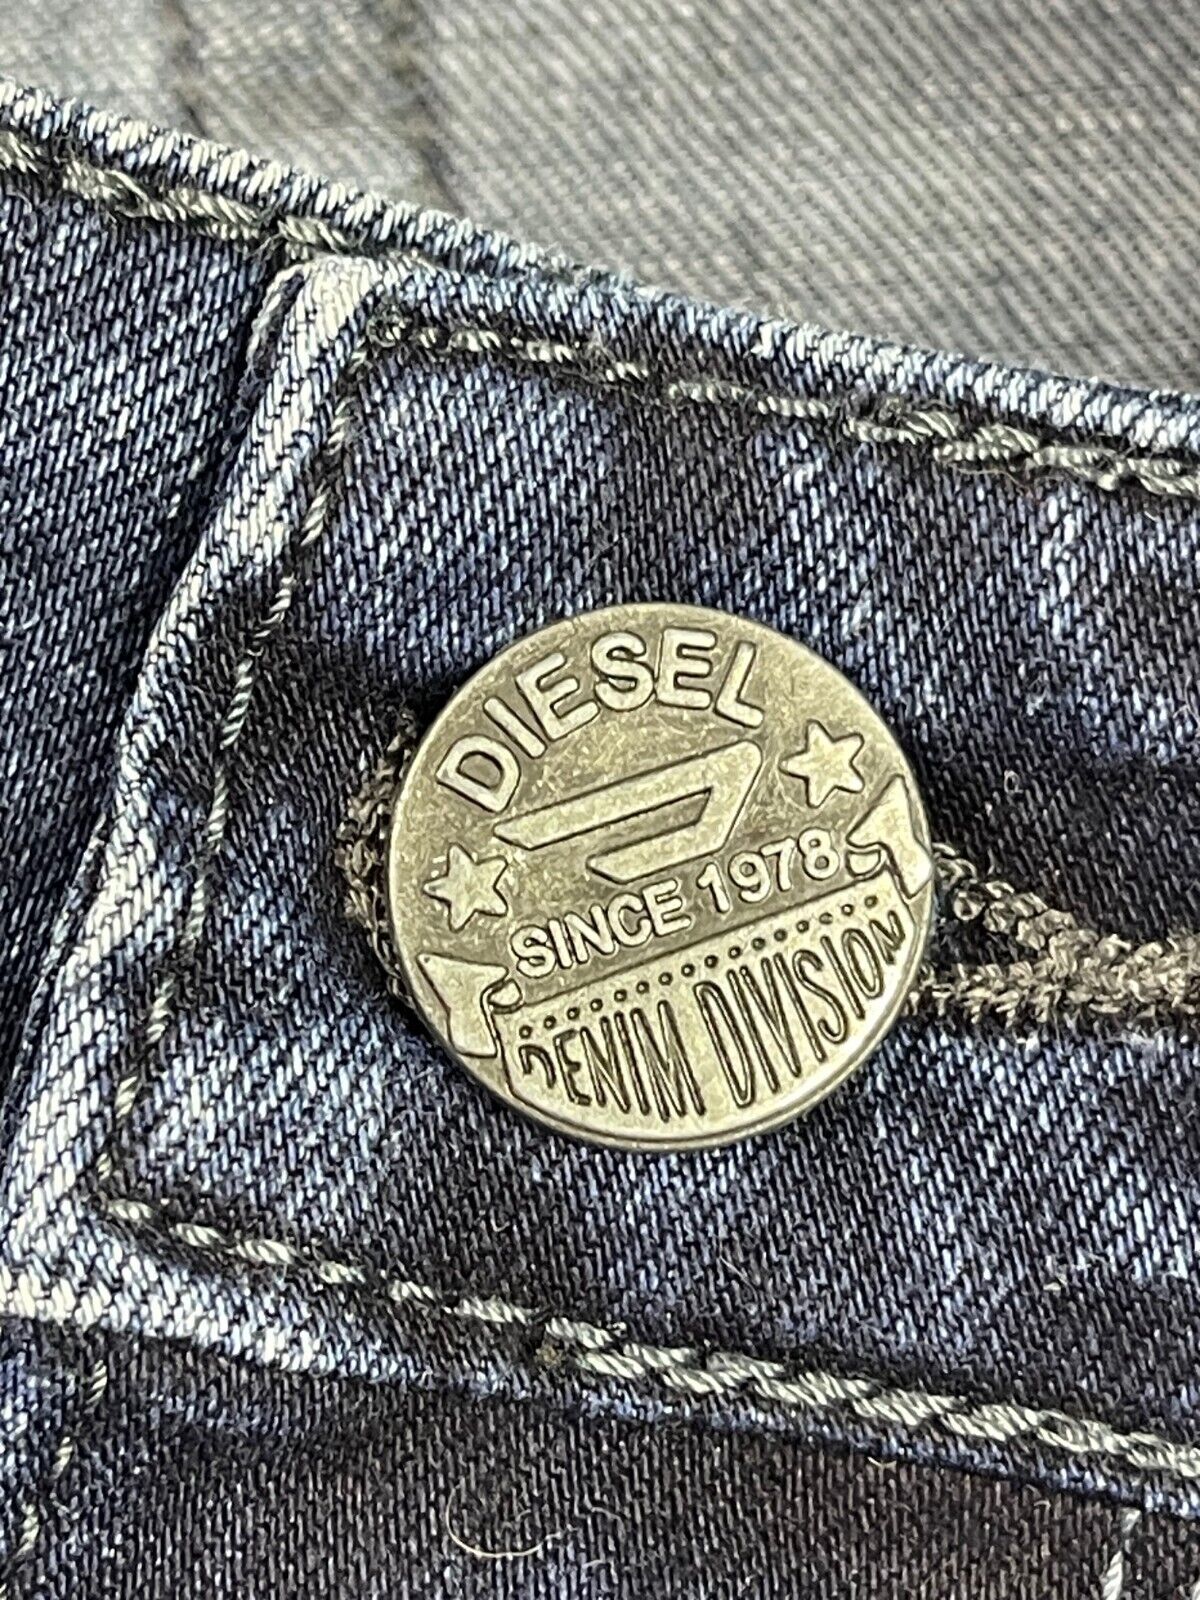 DIESEL
SINCE 1978
DENIM DIVISION